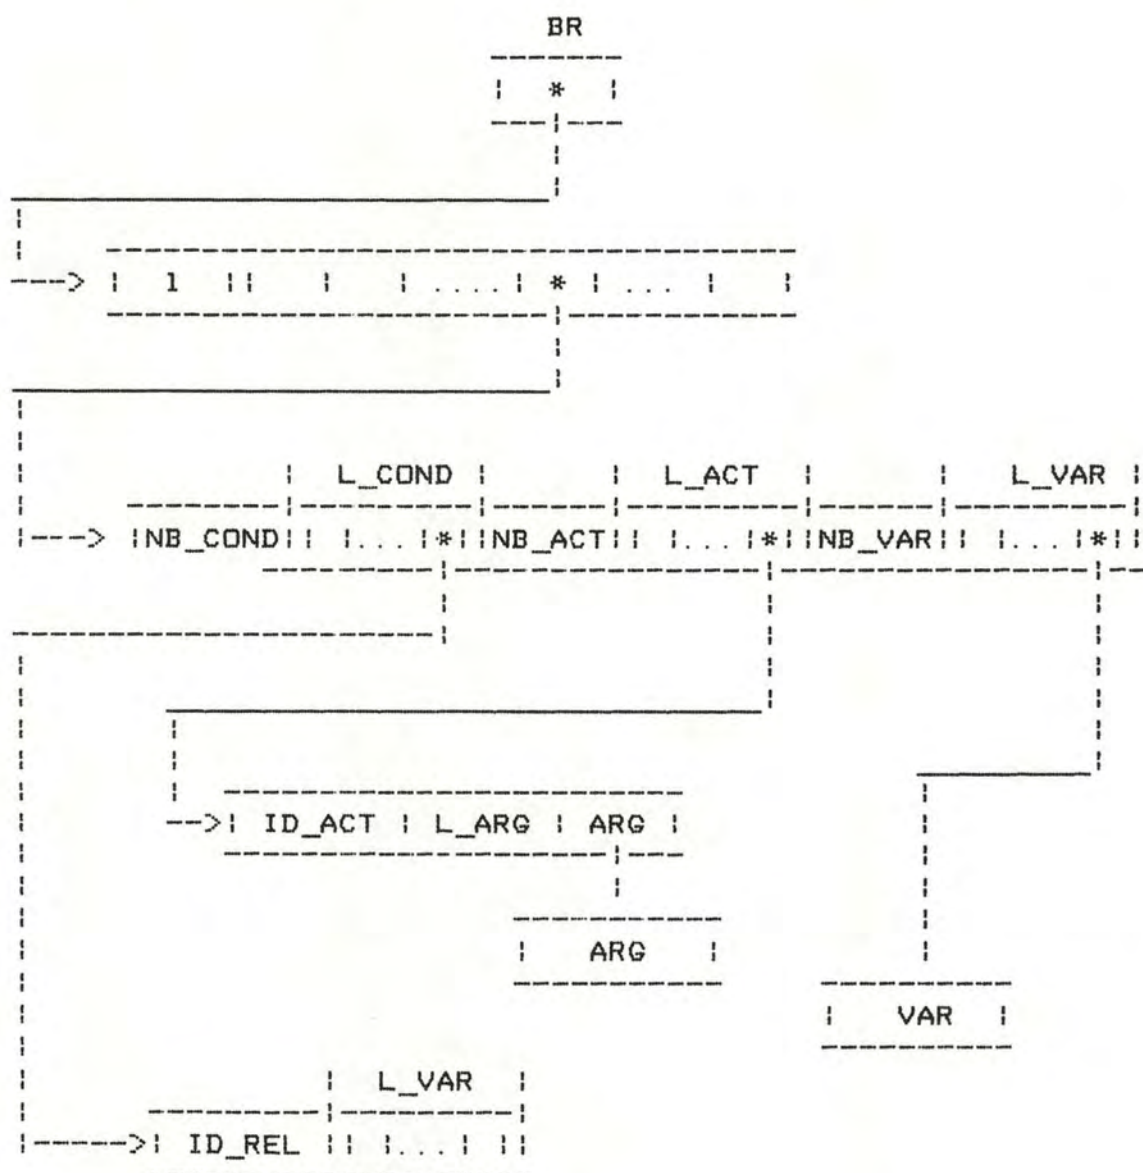 BR
*
1 .... * ...
L_COND L_ACT L_VAR
NB_COND ... * NB_ACT ... * NB_VAR ... *
ID_ACT L_ARG ARG
ARG
VAR
L_VAR
ID_REL ...